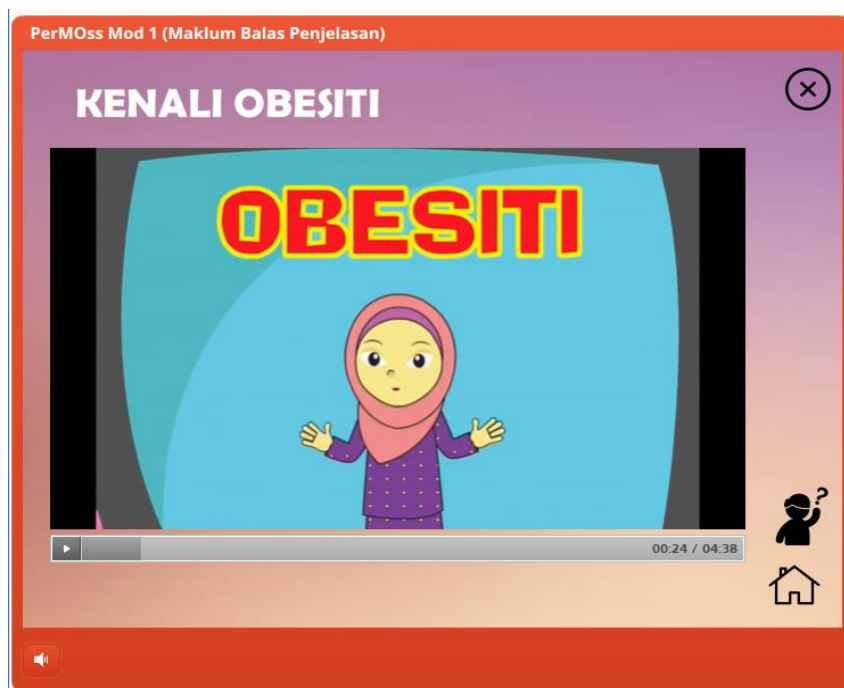 PerMOss Mod 1 (Maklum Balas Penjelasan)
KENALI OBESITI
OBESITI
00:24 / 04:38
?